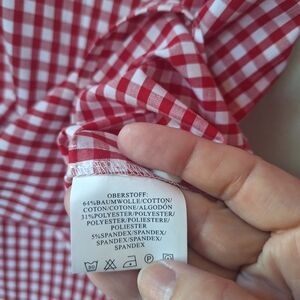 OBERSTOFF:
64%BAUMWOLLE/COTTON/
COTON/COTONE/ALGODÓN
31%POLYESTER/POLYESTER/
POLYESTER/POLIESTERE/
POLIESTER
5%SPANDEX/SPANDEX/
SPANDEX/SPANDEX/
SPANDEX